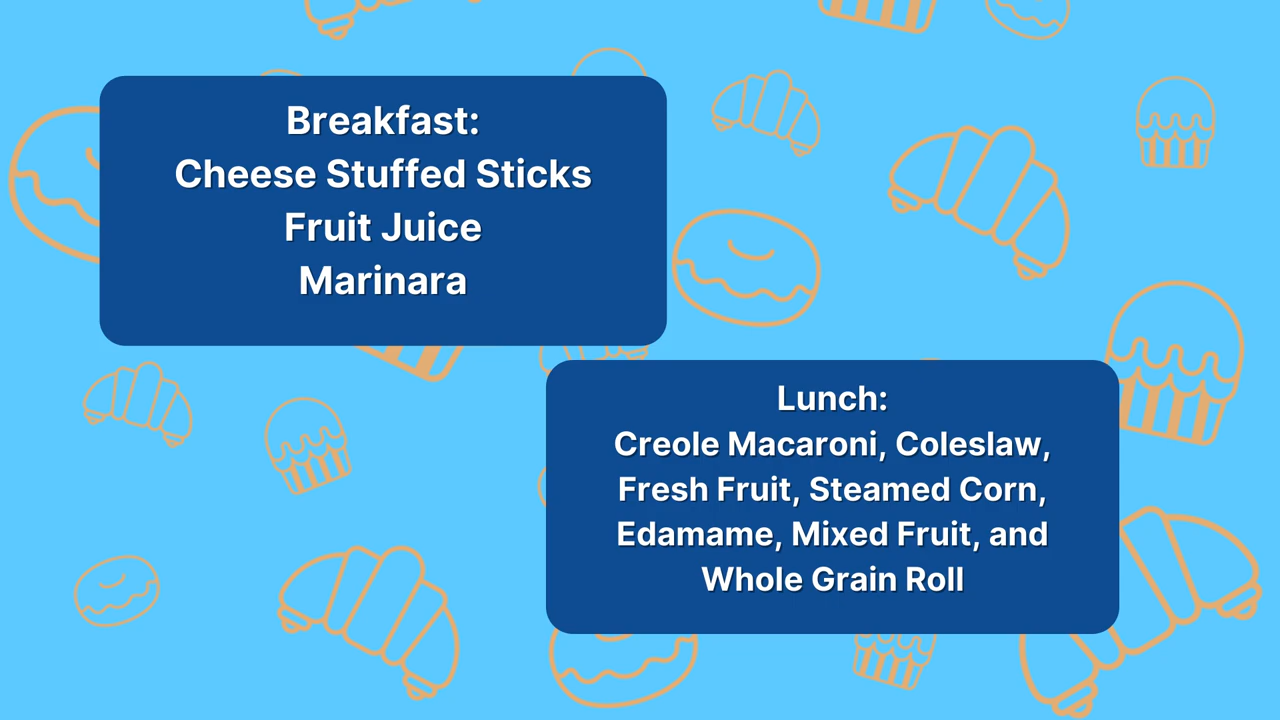 Breakfast:
Cheese Stuffed Sticks
Fruit Juice
Marinara
Lunch:
Creole Macaroni, Coleslaw,
Fresh Fruit, Steamed Corn,
Edamame, Mixed Fruit, and
Whole Grain Roll